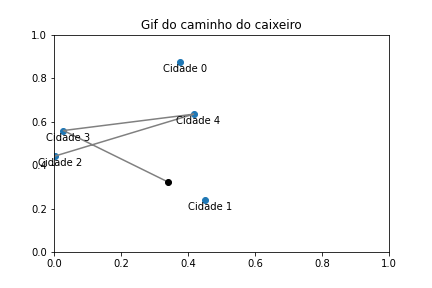 Gif do caminho do caixeiro
1.0
Cidade 0
0.8
0.6
Cidade 4
Cidade 3
0.4
Cidade 2
0.2
Cidade 1
0.0
0.0 0.2 0.4 0.6 0.8 1.0